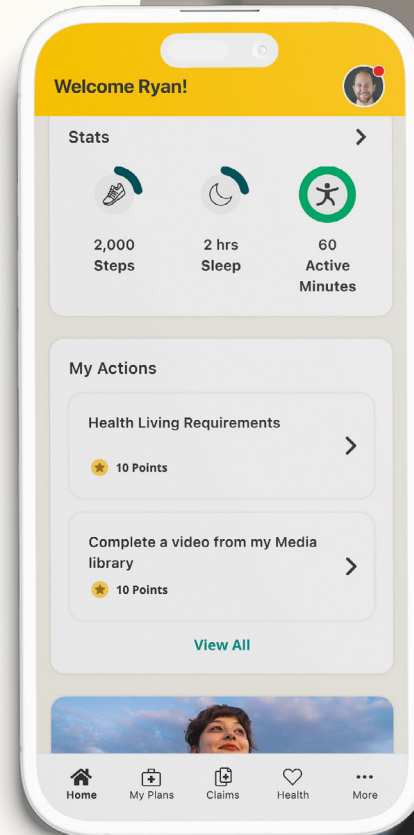 Welcome Ryan!
Stats
2,000
Steps
2 hrs
Sleep
60
Active
Minutes
My Actions
Health Living Requirements
10 Points
Complete a video from my Media
library
10 Points
View All
Home
My Plans
Claims
Health
More